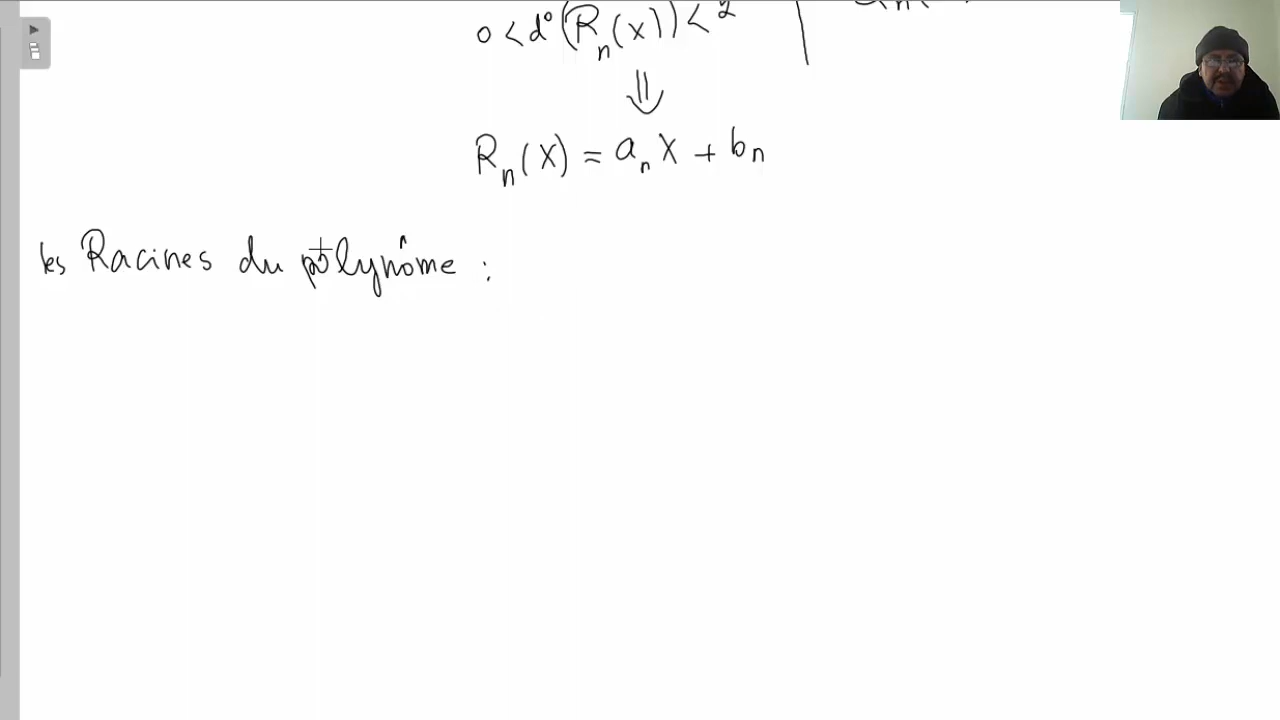 0 < d°(Rₙ(x)) < 2
⇓
Rₙ(X) = aₙX + bₙ
les Racines du polynôme :